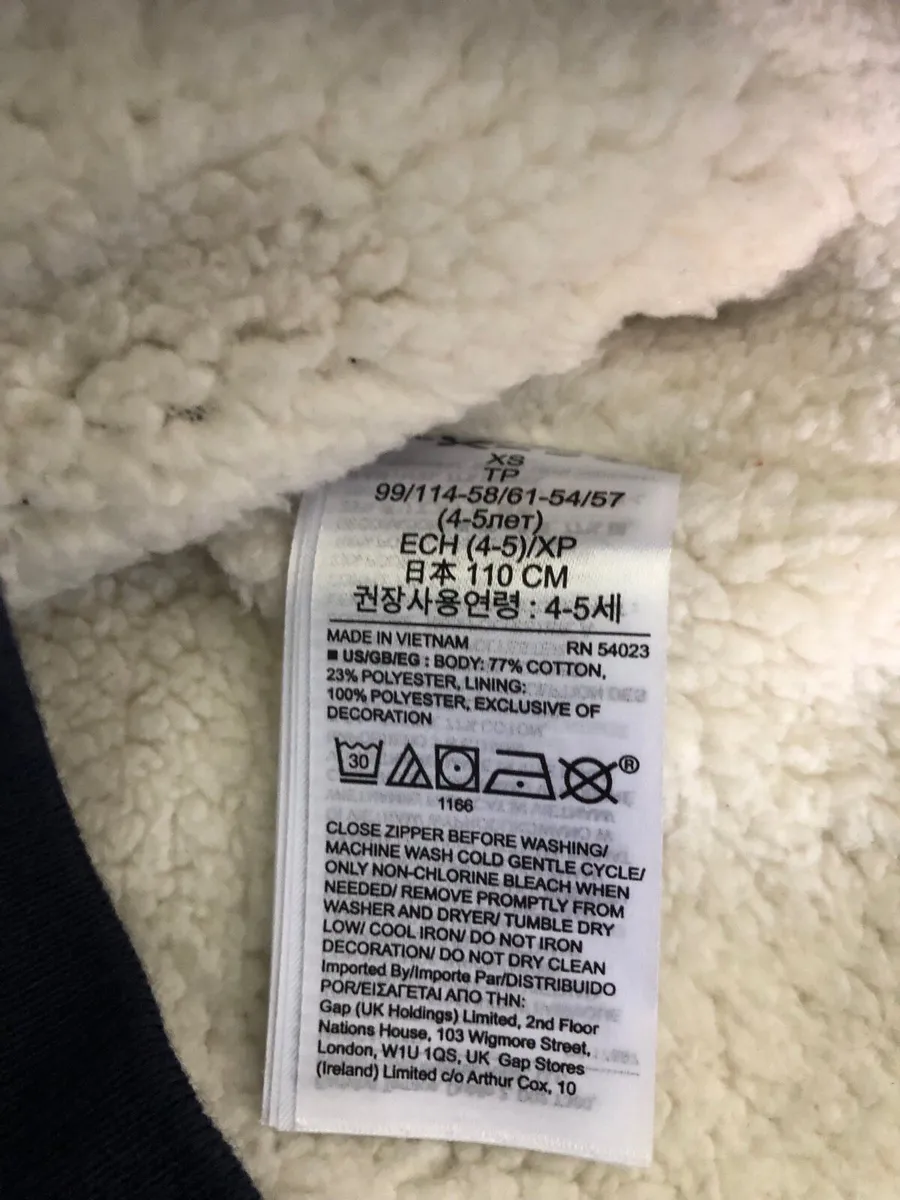 XS
TP
99/114-58/61-54/57
(4-5лет)
ECH (4-5)/XP
日本 110 CM
권장사용연령 : 4-5세
MADE IN VIETNAM RN 54023
■ US/GB/EG : BODY: 77% COTTON,
23% POLYESTER, LINING:
100% POLYESTER, EXCLUSIVE OF
DECORATION
30 ®
1166
CLOSE ZIPPER BEFORE WASHING/
MACHINE WASH COLD GENTLE CYCLE/
ONLY NON-CHLORINE BLEACH WHEN
NEEDED/ REMOVE PROMPTLY FROM
WASHER AND DRYER/ TUMBLE DRY
LOW/ COOL IRON/ DO NOT IRON
DECORATION/ DO NOT DRY CLEAN
Imported By/Importe Par/DISTRIBUIDO
POR/ΕΙΣΑΓΕΤΑΙ ΑΠΟ ΤΗΝ:
Gap (UK Holdings) Limited, 2nd Floor
Nations House, 103 Wigmore Street,
London, W1U 1QS, UK Gap Stores
(Ireland) Limited c/o Arthur Cox, 10